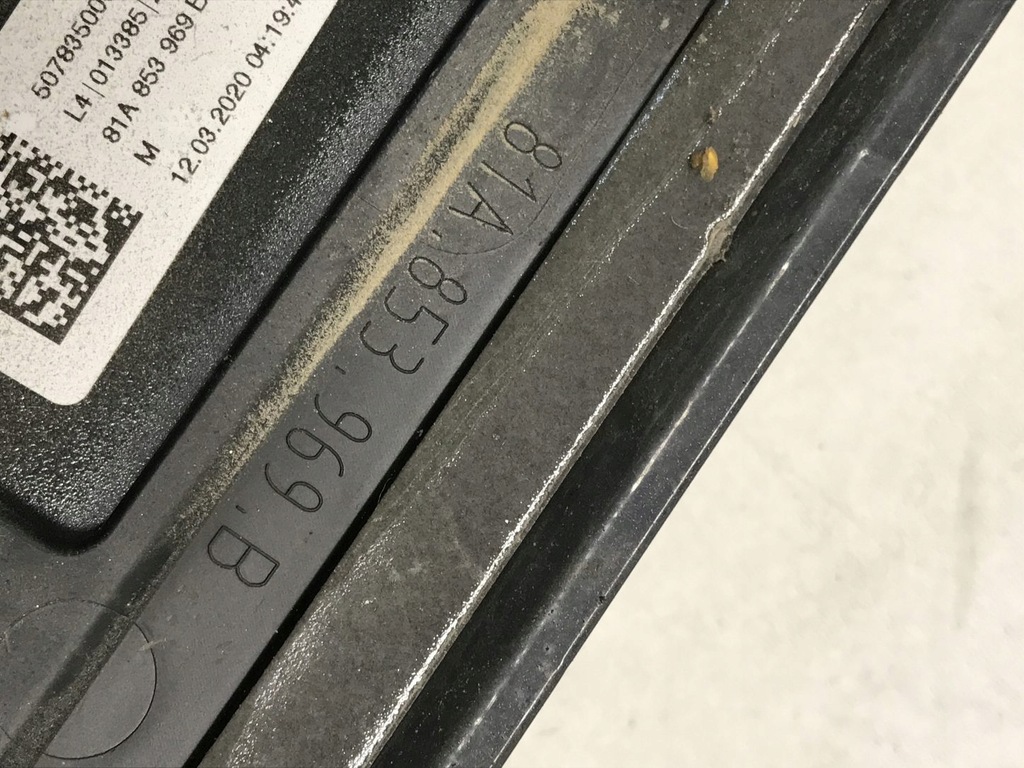 50783500
L4 | 013385 |
81A 853 969 B
M
12.03.2020 04:19:4
81A.853.969.B